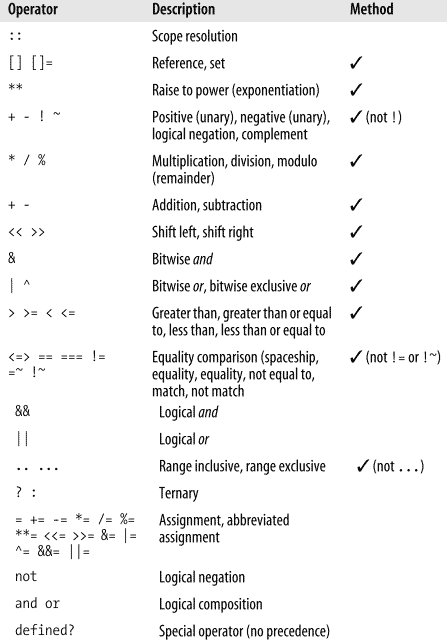 Operator Description Method
:: Scope resolution
[] []= Reference, set ✓
** Raise to power (exponentiation) ✓
+ - ! ~ Positive (unary), negative (unary), ✓ (not !)
logical negation, complement
* / % Multiplication, division, modulo ✓
(remainder)
+ - Addition, subtraction ✓
<< >> Shift left, shift right ✓
& Bitwise and ✓
| ^ Bitwise or, bitwise exclusive or ✓
> >= < <= Greater than, greater than or equal ✓
to, less than, less than or equal to
<=> == === != Equality comparison (spaceship, ✓ (not != or !~)
=~ !~ equality, equality, not equal to,
match, not match
&& Logical and
|| Logical or
.. ... Range inclusive, range exclusive ✓ (not ...)
? : Ternary
= += -= *= /= %= Assignment, abbreviated
**= <<= >>= &= |= assignment
^= &&= ||=
not Logical negation
and or Logical composition
defined? Special operator (no precedence)